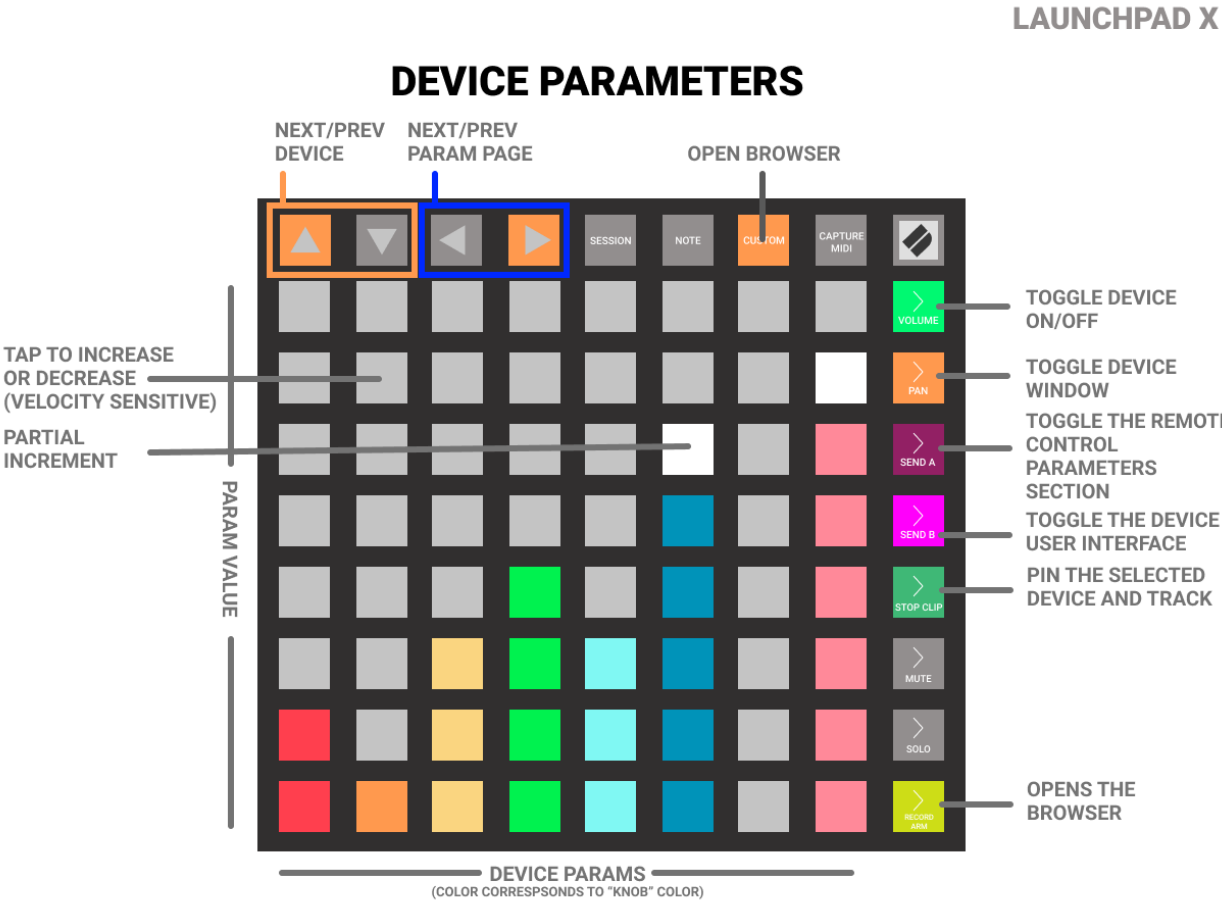 LAUNCHPAD X
DEVICE PARAMETERS
NEXT/PREV
DEVICE
NEXT/PREV
PARAM PAGE
OPEN BROWSER
SESSION
NOTE
CUSTOM
CAPTURE
MIDI
VOLUME
TOGGLE DEVICE
ON/OFF
TAP TO INCREASE
OR DECREASE
(VELOCITY SENSITIVE)
PAN
TOGGLE DEVICE
WINDOW
PARTIAL
INCREMENT
SEND A
TOGGLE THE REMOTE
CONTROL
PARAMETERS
SECTION
PARAM VALUE
SEND B
TOGGLE THE DEVICE
USER INTERFACE
STOP CLIP
PIN THE SELECTED
DEVICE AND TRACK
MUTE
SOLO
RECORD
ARM
OPENS THE
BROWSER
DEVICE PARAMS
(COLOR CORRESPSONDS TO "KNOB" COLOR)